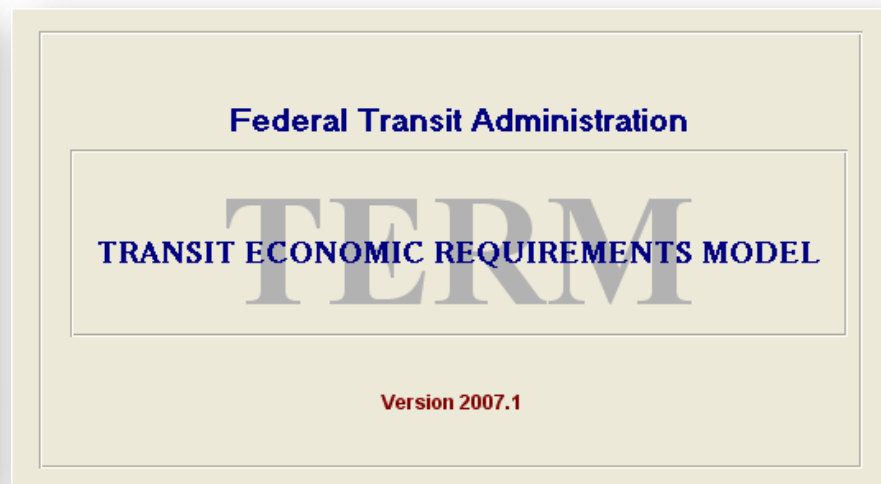 Federal Transit Administration
TERM
TRANSIT ECONOMIC REQUIREMENTS MODEL
Version 2007.1